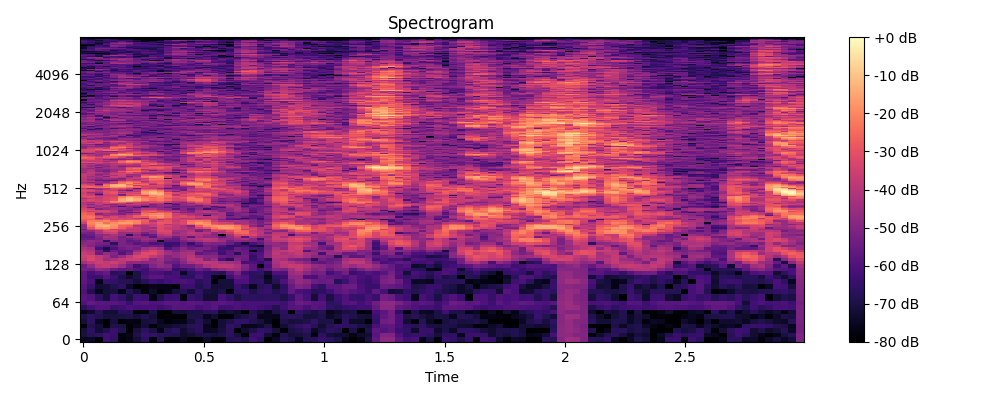 Spectrogram
Hz
4096
2048
1024
512
256
128
64
0
0
0.5
1
1.5
2
2.5
Time
+0 dB
-10 dB
-20 dB
-30 dB
-40 dB
-50 dB
-60 dB
-70 dB
-80 dB